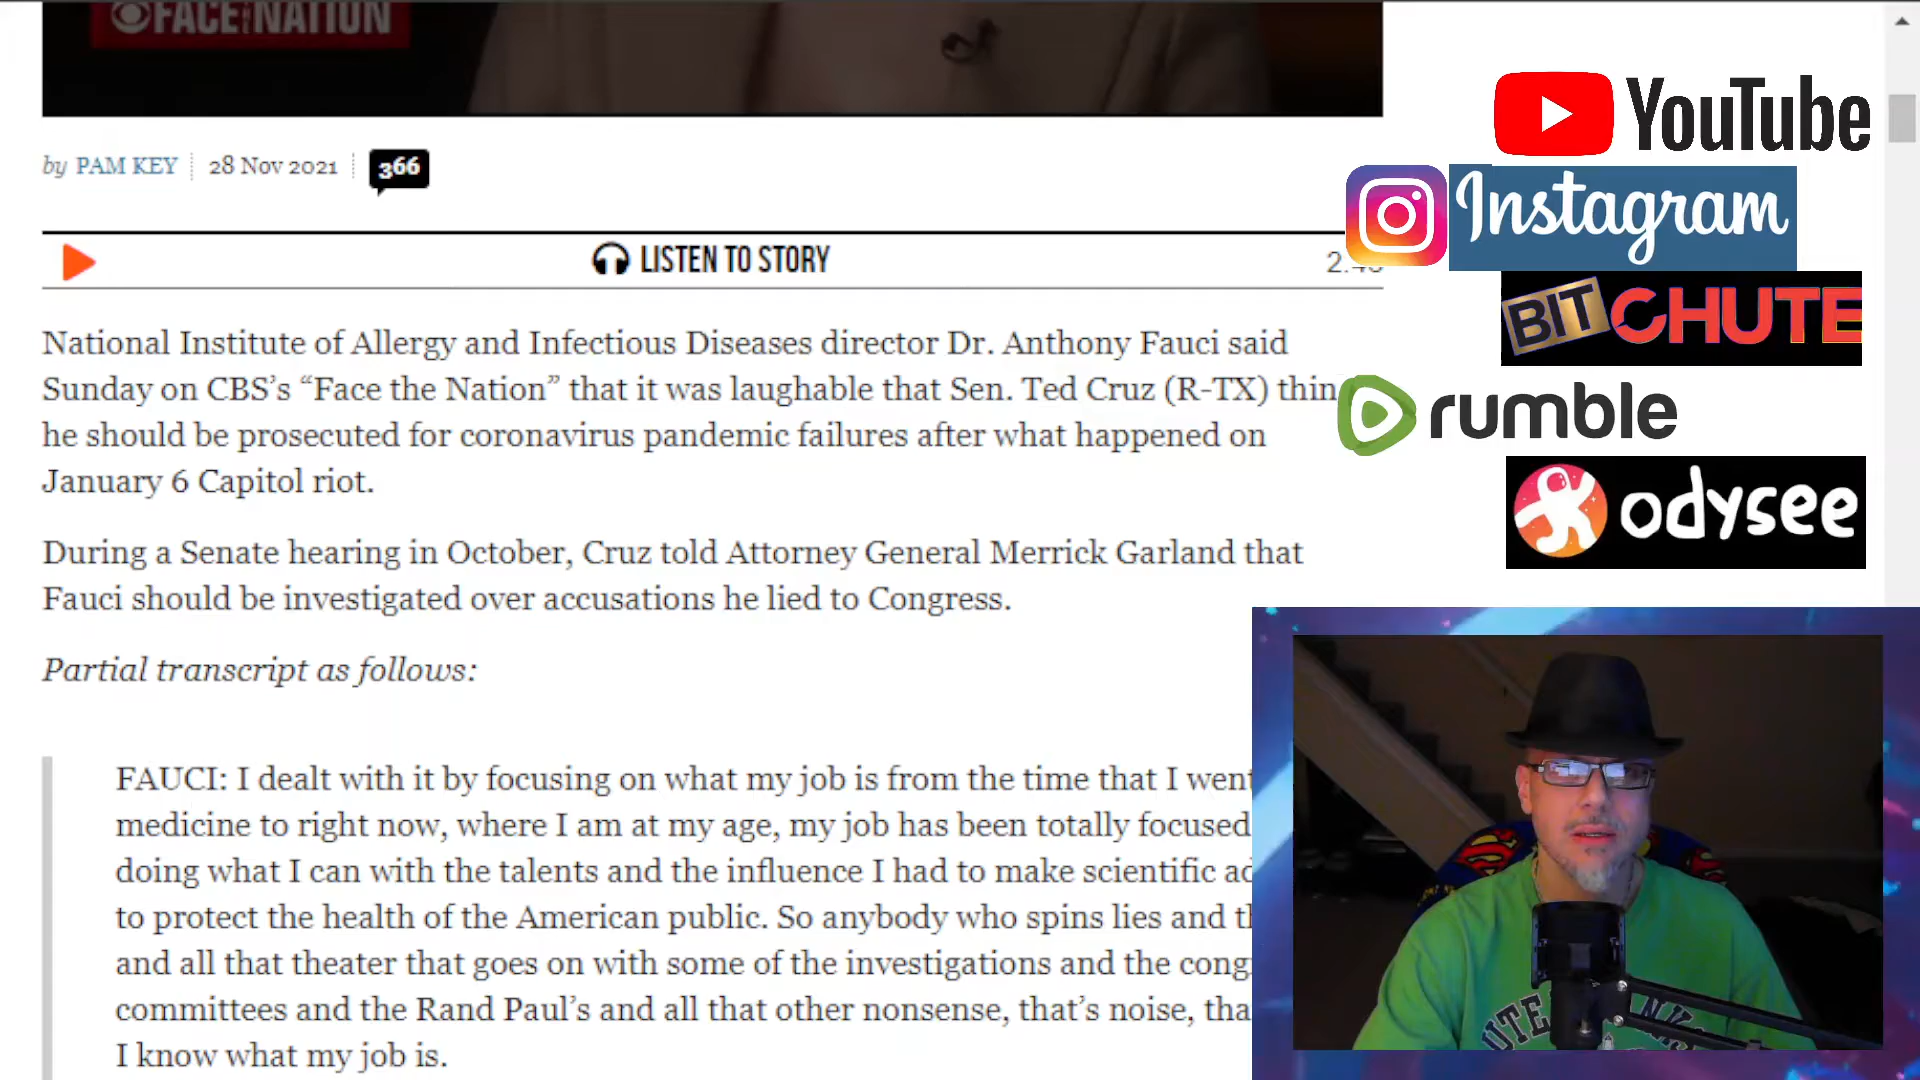 FACE THE NATION
by PAM KEY 28 Nov 2021 366
LISTEN TO STORY
National Institute of Allergy and Infectious Diseases director Dr. Anthony Fauci said
Sunday on CBS’s “Face the Nation” that it was laughable that Sen. Ted Cruz (R-TX) thin
he should be prosecuted for coronavirus pandemic failures after what happened on
January 6 Capitol riot.
During a Senate hearing in October, Cruz told Attorney General Merrick Garland that
Fauci should be investigated over accusations he lied to Congress.
Partial transcript as follows:
FAUCI: I dealt with it by focusing on what my job is from the time that I went
medicine to right now, where I am at my age, my job has been totally focused
doing what I can with the talents and the influence I had to make scientific ad
to protect the health of the American public. So anybody who spins lies and th
and all that theater that goes on with some of the investigations and the cong
committees and the Rand Paul’s and all that other nonsense, that’s noise, tha
I know what my job is.
YouTube
Instagram
BITCHUTE
rumble
odysee